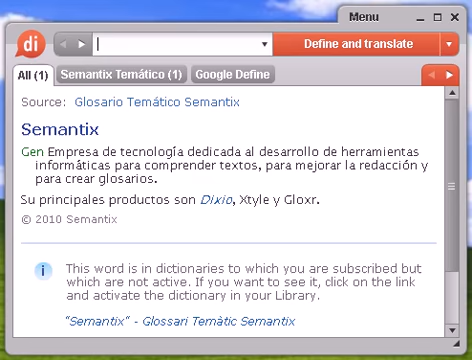 Menu
di
Define and translate
All (1)
Semantix Temático (1)
Google Define
Source: Glosario Temático Semantix
Semantix
Gen Empresa de tecnología dedicada al desarrollo de herramientas
informáticas para comprender textos, para mejorar la redacción y
para crear glosarios.
Su principales productos son Dixio, Xtyle y Gloxr.
© 2010 Semantix
i
This word is in dictionaries to which you are subscribed but
which are not active. If you want to see it, click on the link
and activate the dictionary in your Library.
"Semantix" - Glossari Temàtic Semantix